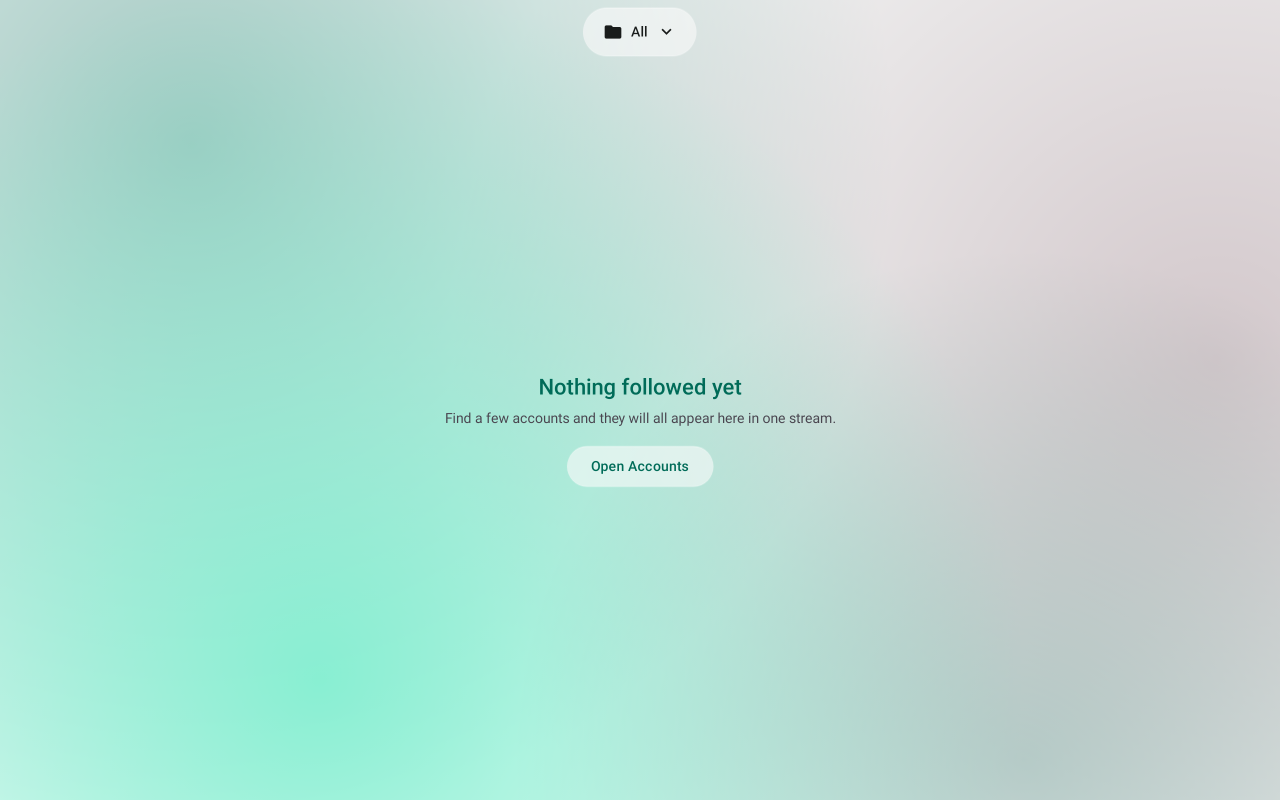 All
Nothing followed yet
Find a few accounts and they will all appear here in one stream.
Open Accounts